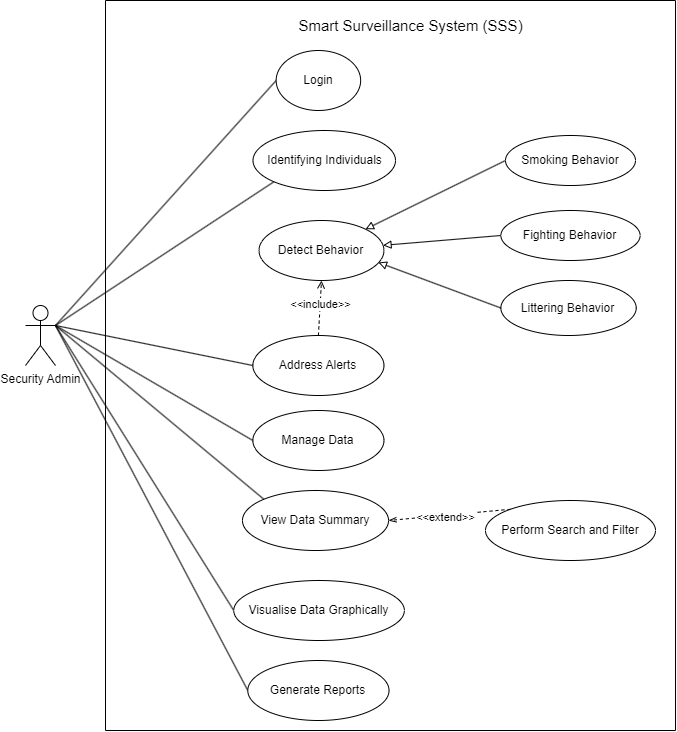 Smart Surveillance System (SSS)
Login
Identifying Individuals
Smoking Behavior
Detect Behavior
Fighting Behavior
<<include>>
Littering Behavior
Security Admin
Address Alerts
Manage Data
View Data Summary
<<extend>>
Perform Search and Filter
Visualise Data Graphically
Generate Reports